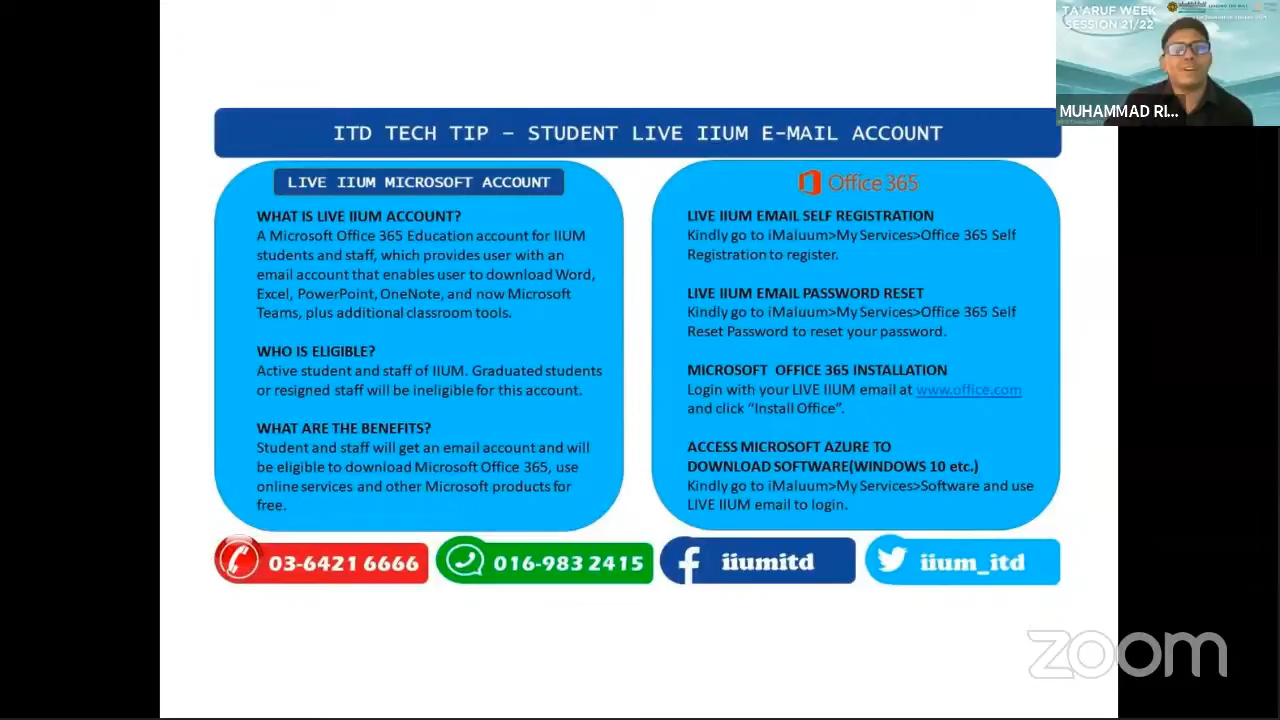 TA'ARUF WEEK
SESSION 21/22
MUHAMMAD RI...
ITD TECH TIP – STUDENT LIVE IIUM E-MAIL ACCOUNT
LIVE IIUM MICROSOFT ACCOUNT
WHAT IS LIVE IIUM ACCOUNT?
A Microsoft Office 365 Education account for IIUM
students and staff, which provides user with an
email account that enables user to download Word,
Excel, PowerPoint, OneNote, and now Microsoft
Teams, plus additional classroom tools.
WHO IS ELIGIBLE?
Active student and staff of IIUM. Graduated students
or resigned staff will be ineligible for this account.
WHAT ARE THE BENEFITS?
Student and staff will get an email account and will
be eligible to download Microsoft Office 365, use
online services and other Microsoft products for
free.
Office 365
LIVE IIUM EMAIL SELF REGISTRATION
Kindly go to iMaluum>My Services>Office 365 Self
Registration to register.
LIVE IIUM EMAIL PASSWORD RESET
Kindly go to iMaluum>My Services>Office 365 Self
Reset Password to reset your password.
MICROSOFT OFFICE 365 INSTALLATION
Login with your LIVE IIUM email at www.office.com
and click “Install Office”.
ACCESS MICROSOFT AZURE TO
DOWNLOAD SOFTWARE(WINDOWS 10 etc.)
Kindly go to iMaluum>My Services>Software and use
LIVE IIUM email to login.
03-6421 6666
016-983 2415
iiumitd
iium_itd
zoom